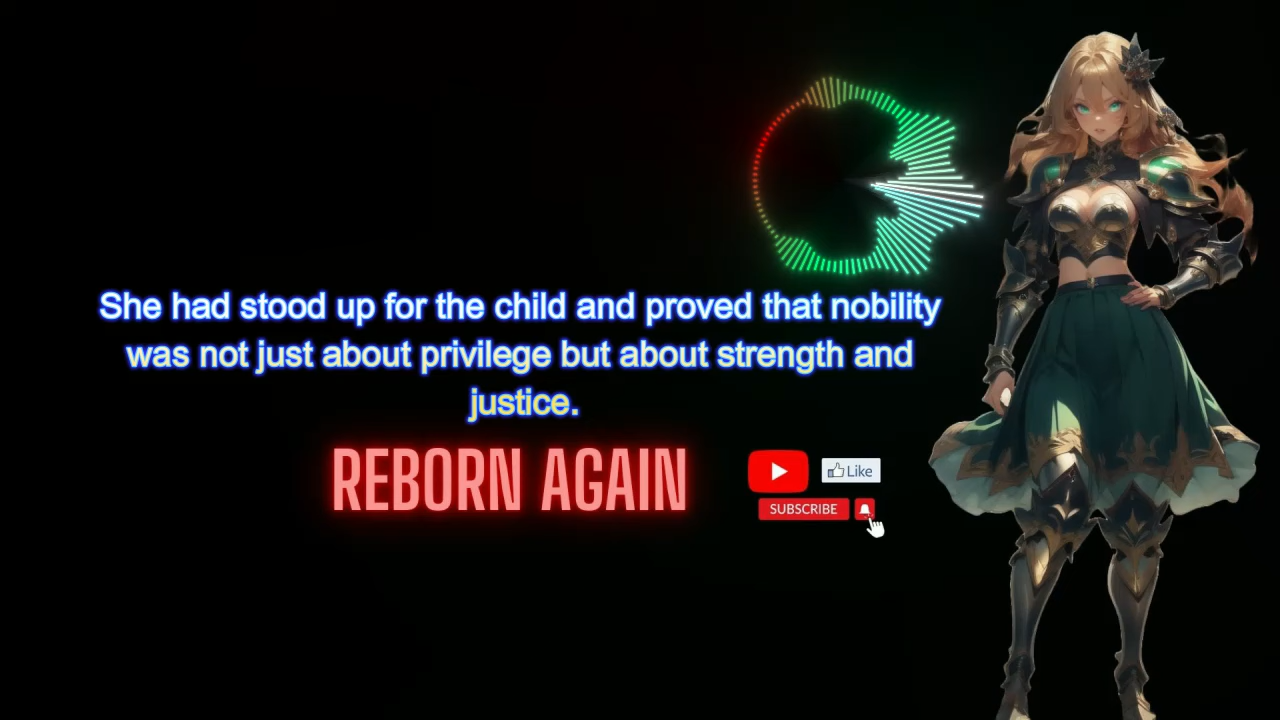 She had stood up for the child and proved that nobility
was not just about privilege but about strength and
justice.
REBORN AGAIN
Like
SUBSCRIBE